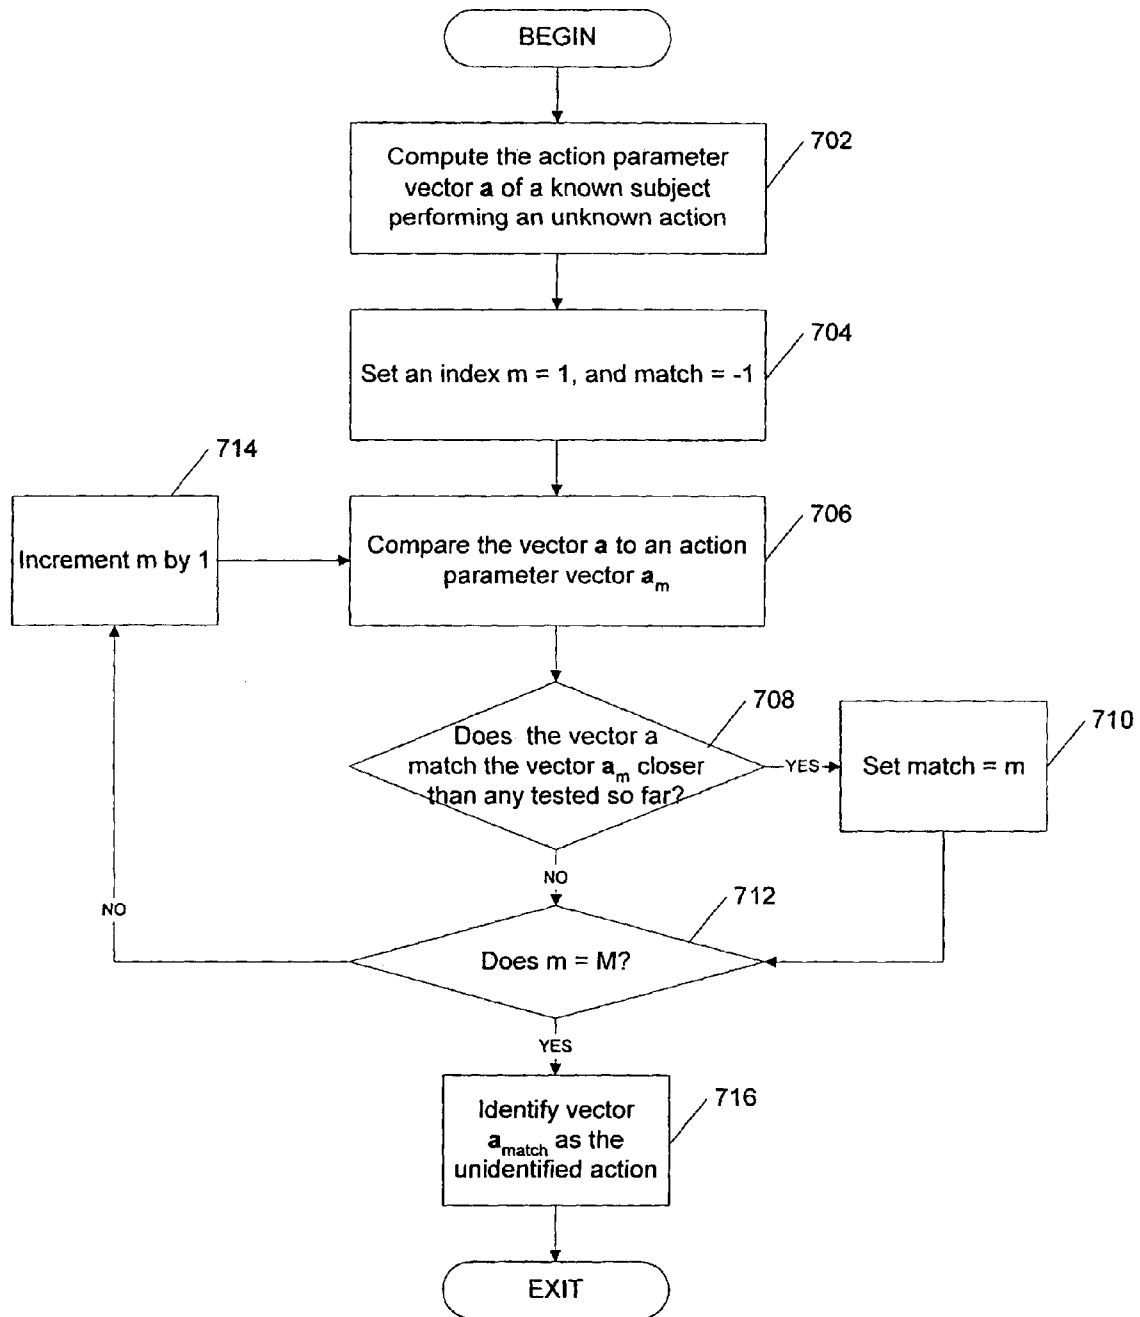 BEGIN
702
Compute the action parameter
vector a of a known subject
performing an unknown action
704
Set an index m = 1, and match = -1
714
Increment m by 1
706
Compare the vector a to an action
parameter vector am
708
Does the vector a
match the vector am closer
than any tested so far?
YES
710
Set match = m
NO
NO
712
Does m = M?
YES
716
Identify vector
amatch as the
unidentified action
EXIT